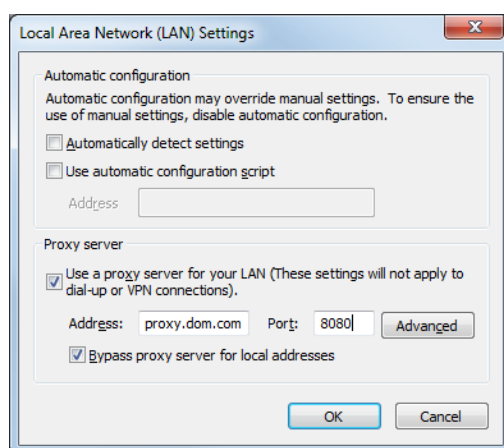 Local Area Network (LAN) Settings
Automatic configuration
Automatic configuration may override manual settings. To ensure the
use of manual settings, disable automatic configuration.
Automatically detect settings
Use automatic configuration script
Address
Proxy server
Use a proxy server for your LAN (These settings will not apply to
dial-up or VPN connections).
Address: proxy.dom.com Port: 8080 Advanced
Bypass proxy server for local addresses
OK Cancel